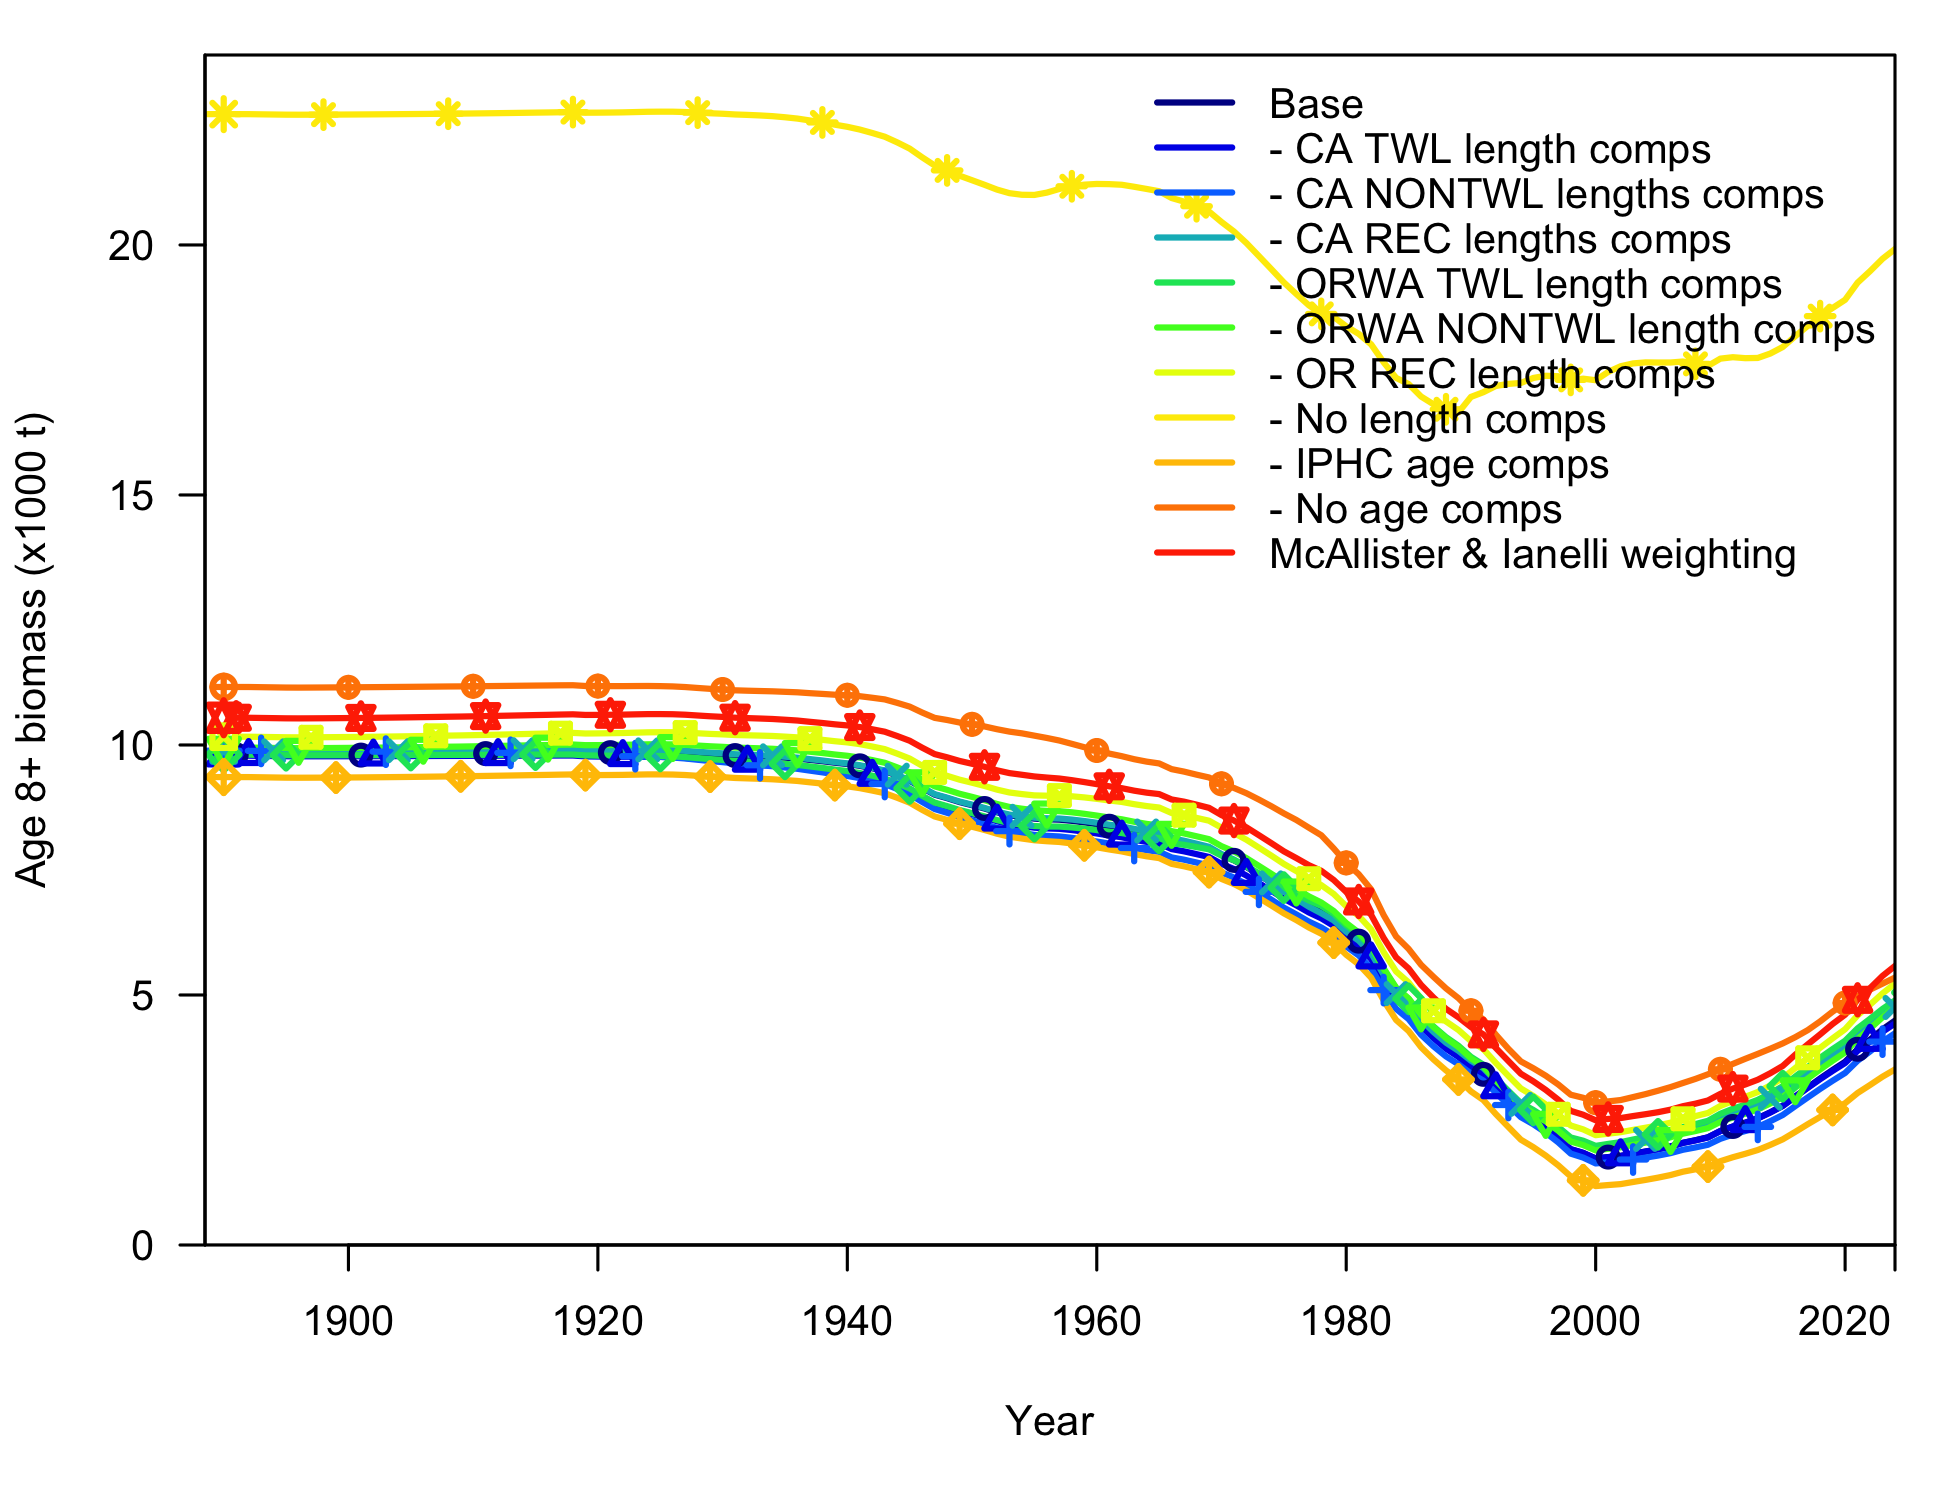 Base
- CA TWL length comps
- CA NONTWL lengths comps
- CA REC lengths comps
- ORWA TWL length comps
- ORWA NONTWL length comps
- OR REC length comps
- No length comps
- IPHC age comps
- No age comps
McAllister & Ianelli weighting
Age 8+ biomass (x1000 t)
20
15
10
5
0
1900 1920 1940 1960 1980 2000 2020
Year